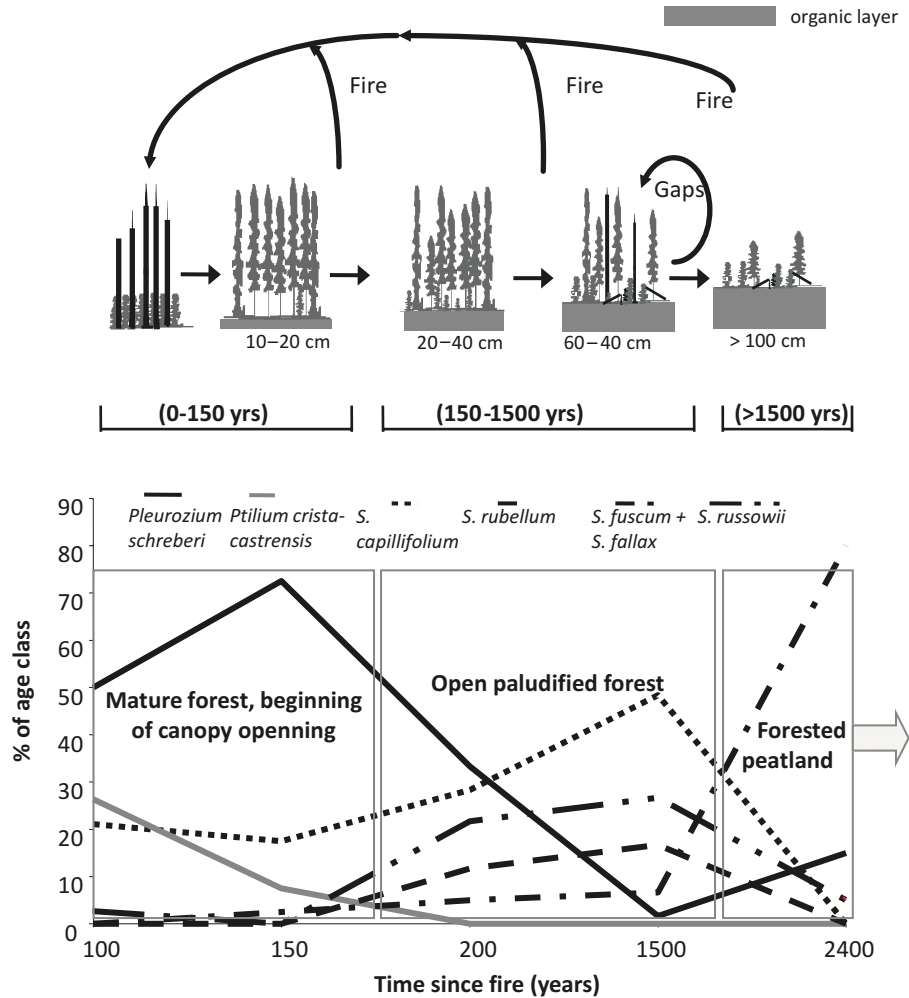 organic layer
Fire
Fire
Fire
Gaps
10–20 cm
20–40 cm
60–40 cm
> 100 cm
(0-150 yrs)
(150-1500 yrs)
(>1500 yrs)
90
80
70
60
50
40
30
20
10
0
% of age class
Pleurozium
schreberi
Ptilium crista-
castrensis
S.
capillifolium
S. rubellum
S. fuscum +
S. fallax
S. russowii
Mature forest, beginning
of canopy openning
Open paludified forest
Forested
peatland
100
150
200
1500
2400
Time since fire (years)